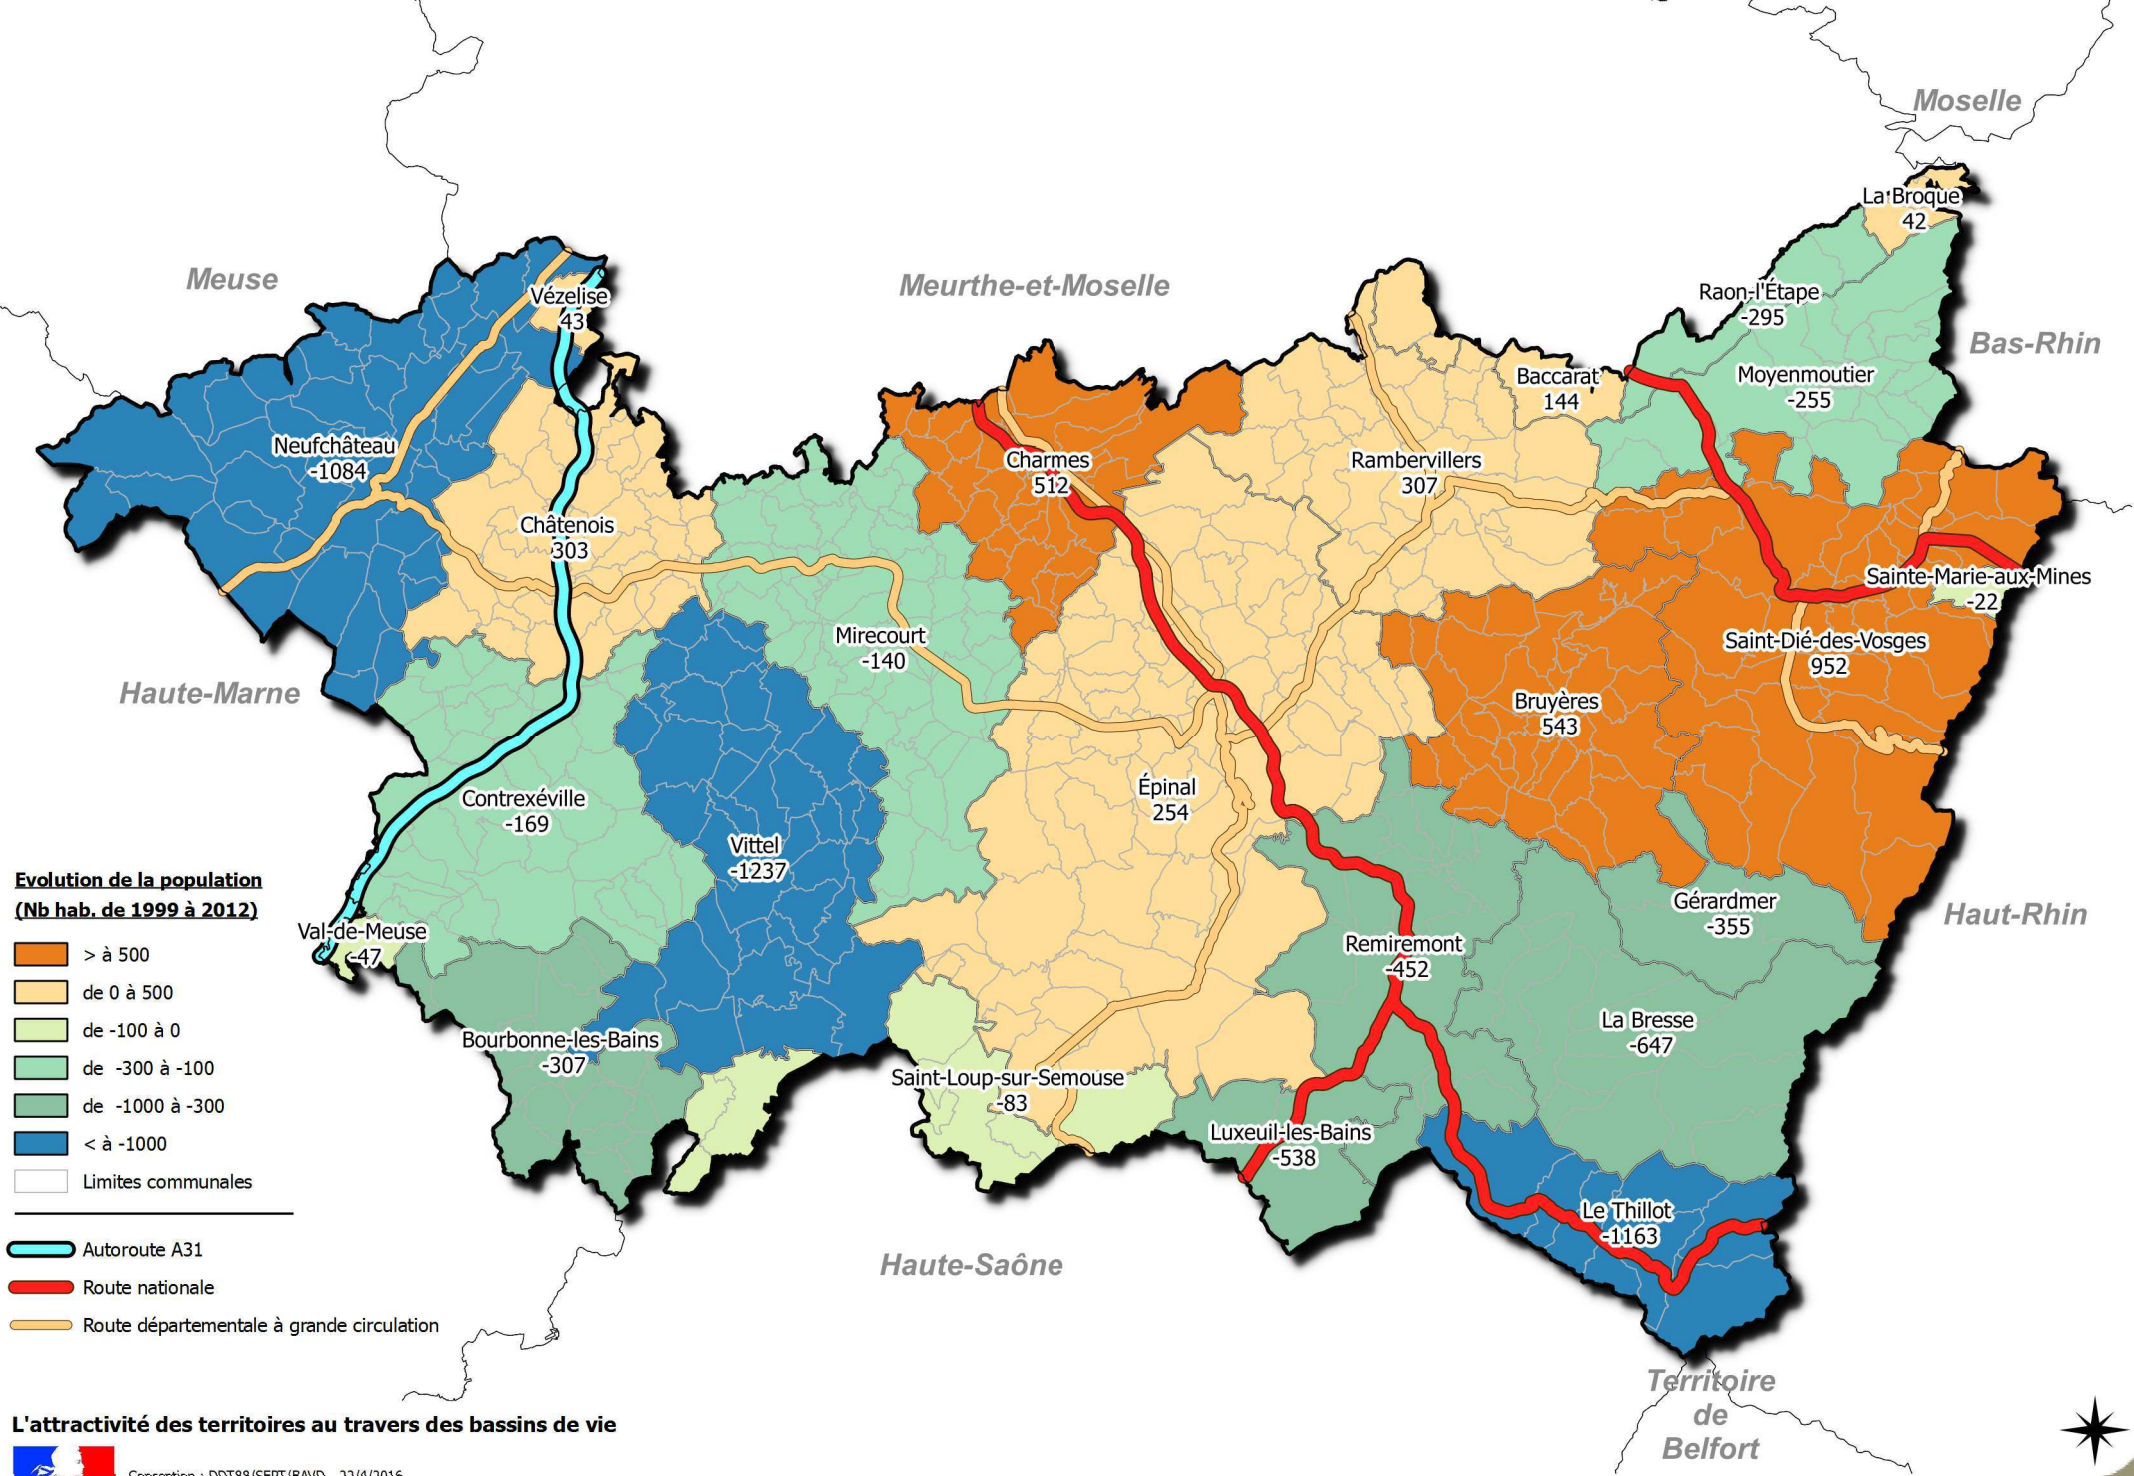 Moselle
La Broque
42
Meuse
Vézelise
43
Meurthe-et-Moselle
Raon-l'Étape
-295
Bas-Rhin
Baccarat
144
Moyenmoutier
-255
Neufchâteau
-1084
Charmes
512
Rambervillers
307
Châtenois
303
Sainte-Marie-aux-Mines
-22
Mirecourt
-140
Saint-Dié-des-Vosges
952
Haute-Marne
Bruyères
543
Contrexéville
-169
Épinal
254
Vittel
-1237
Evolution de la population
(Nb hab. de 1999 à 2012)
> à 500
de 0 à 500
de -100 à 0
de -300 à -100
de -1000 à -300
< à -1000
Limites communales
Autoroute A31
Route nationale
Route départementale à grande circulation
Val-de-Meuse
-47
Gérardmer
-355
Haut-Rhin
Remiremont
-452
Bourbonne-les-Bains
-307
La Bresse
-647
Saint-Loup-sur-Semouse
-83
Luxeuil-les-Bains
-538
Le Thillot
-1163
Haute-Saône
Territoire
de
Belfort
L'attractivité des territoires au travers des bassins de vie